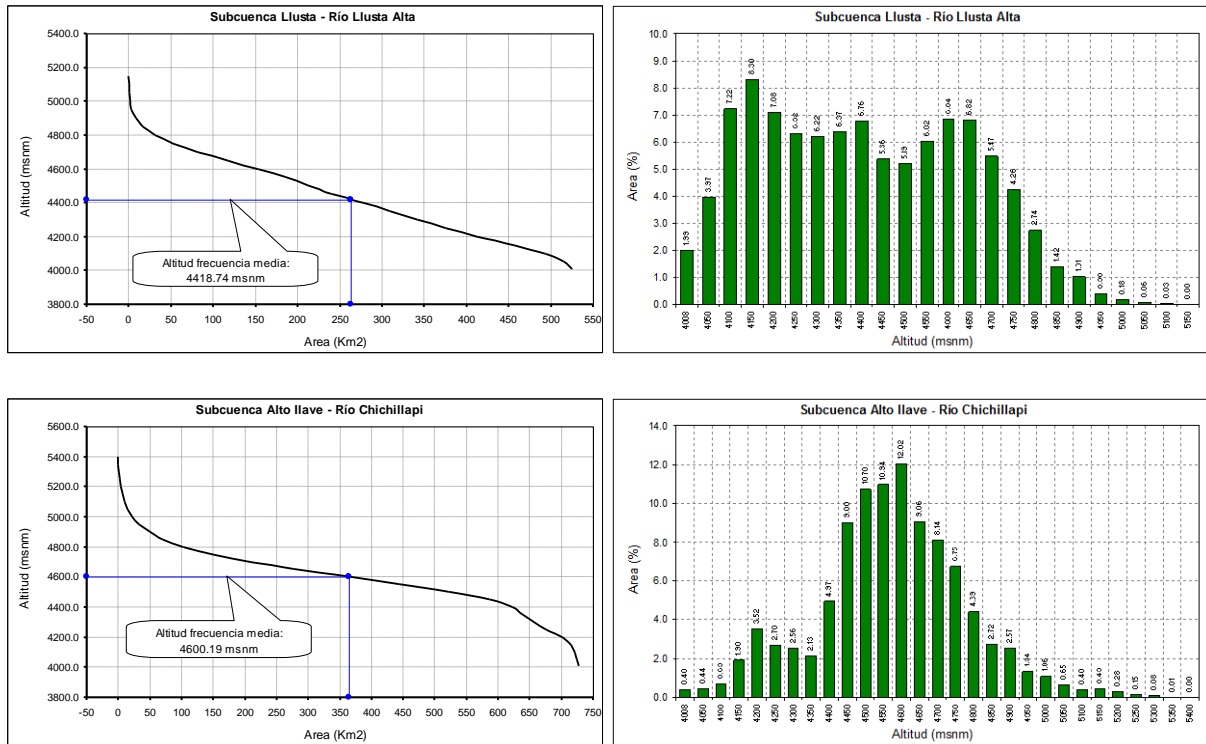 Subcuenca Llusta - Río Llusta Alta
5400.0
5200.0
5000.0
4800.0
4600.0
4400.0
4200.0
4000.0
3800.0
Altitud (msnm)
Altitud frecuencia media:
4418.74 msnm
-50 0 50 100 150 200 250 300 350 400 450 500 550
Area (Km2)
Subcuenca Llusta - Río Llusta Alta
10.0
9.0
8.0
7.0
6.0
5.0
4.0
3.0
2.0
1.0
0.0
Area (%)
1.99 3.97 7.22 8.30 7.08 6.22 6.37 6.76 5.36 5.19 6.02 6.82 5.47 4.26 2.74 1.42 1.01 0.18 0.06 0.03 0.00
4008 4050 4100 4150 4200 4250 4300 4350 4400 4450 4500 4550 4600 4650 4700 4750 4800 4850 4900 4950 5000 5050 5100 5150
Altitud (msnm)
Subcuenca Alto Ilave - Río Chichillapi
5600.0
5400.0
5200.0
5000.0
4800.0
4600.0
4400.0
4200.0
4000.0
3800.0
Altitud (msnm)
Altitud frecuencia media:
4600.19 msnm
-50 0 50 100 150 200 250 300 350 400 450 500 550 600 650 700 750
Area (Km2)
Subcuenca Alto Ilave - Río Chichillapi
14.0
12.0
10.0
8.0
6.0
4.0
2.0
0.0
Area (%)
0.40 0.44 1.90 3.52 2.70 2.56 2.13 4.97 9.00 10.70 10.94 12.02 9.06 8.14 6.75 4.39 2.72 2.57 1.34 1.06 0.65 0.40 0.40 0.28 0.15 0.08 0.01 0.00
4008 4050 4100 4150 4200 4250 4300 4350 4400 4450 4500 4550 4600 4650 4700 4750 4800 4850 4900 4950 5000 5050 5100 5150 5200 5250 5300 5350 5400
Altitud (msnm)